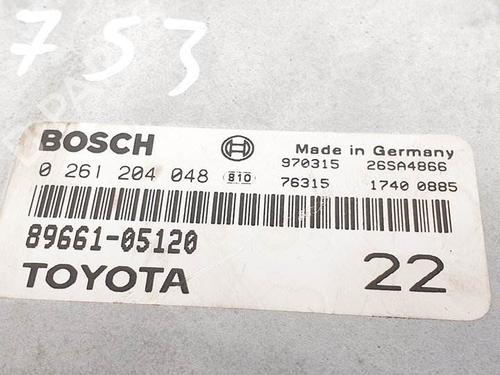 753
BOSCH
Made in Germany
0 261 204 048 810
970315 26SA4866
76315 1740 0885
89661-05120
TOYOTA
22